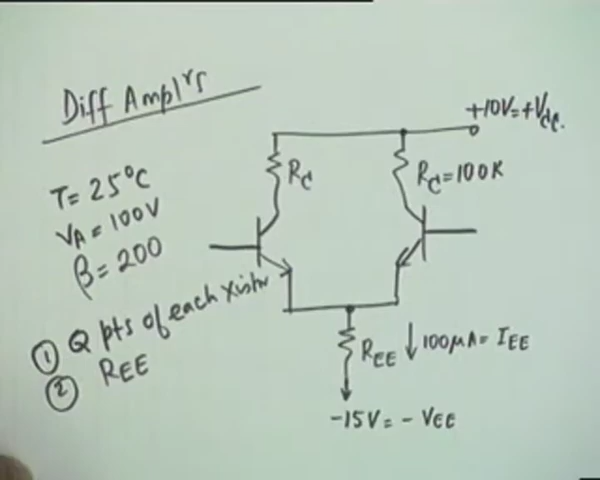 Diff Ampl'rs
+10V=+Vcc.
T= 25°C
VA = 100V
β= 200
RC
RC=100K
① Q pts of each xistr
② REE
REE ↓100μA= IEE
-15V= - VEE